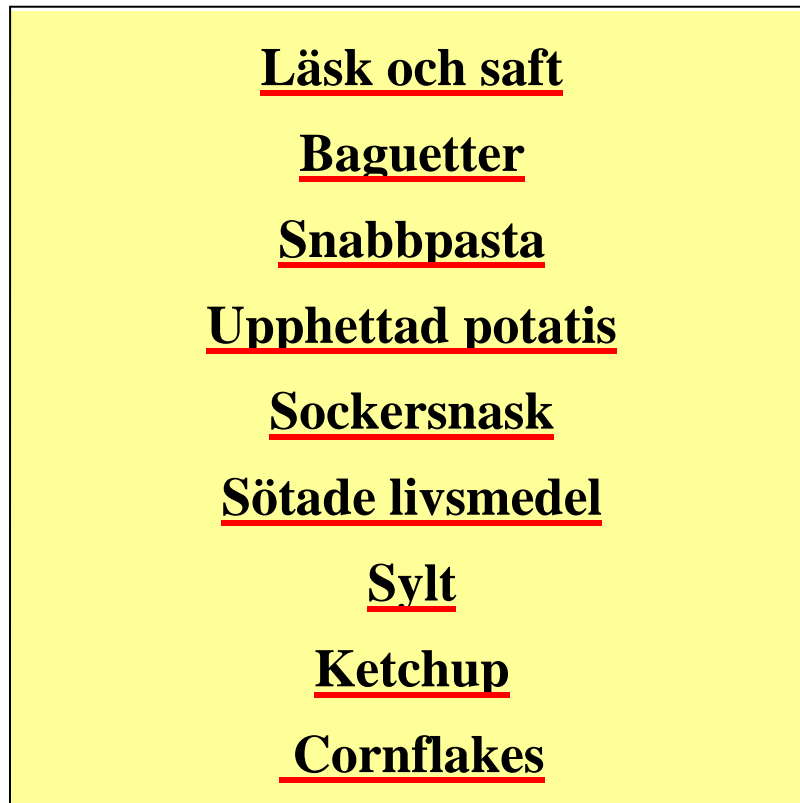 Läsk och saft
Baguetter
Snabbpasta
Upphettad potatis
Sockersnask
Sötade livsmedel
Sylt
Ketchup
Cornflakes